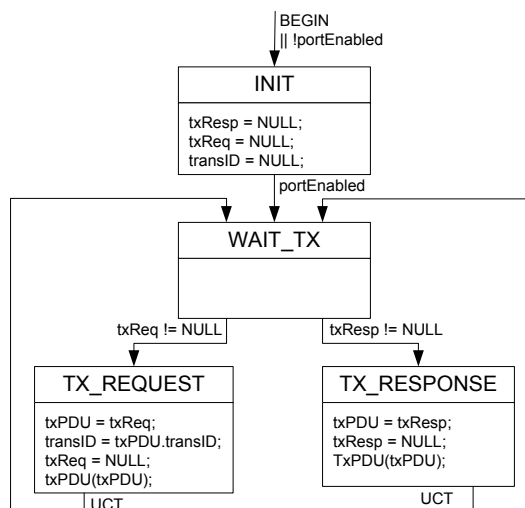 BEGIN
|| !portEnabled
INIT
txResp = NULL;
txReq = NULL;
transID = NULL;
portEnabled
WAIT_TX
txReq != NULL
txResp != NULL
TX_REQUEST
txPDU = txReq;
transID = txPDU.transID;
txReq = NULL;
txPDU(txPDU);
UCT
TX_RESPONSE
txPDU = txResp;
txResp = NULL;
TxPDU(txPDU);
UCT